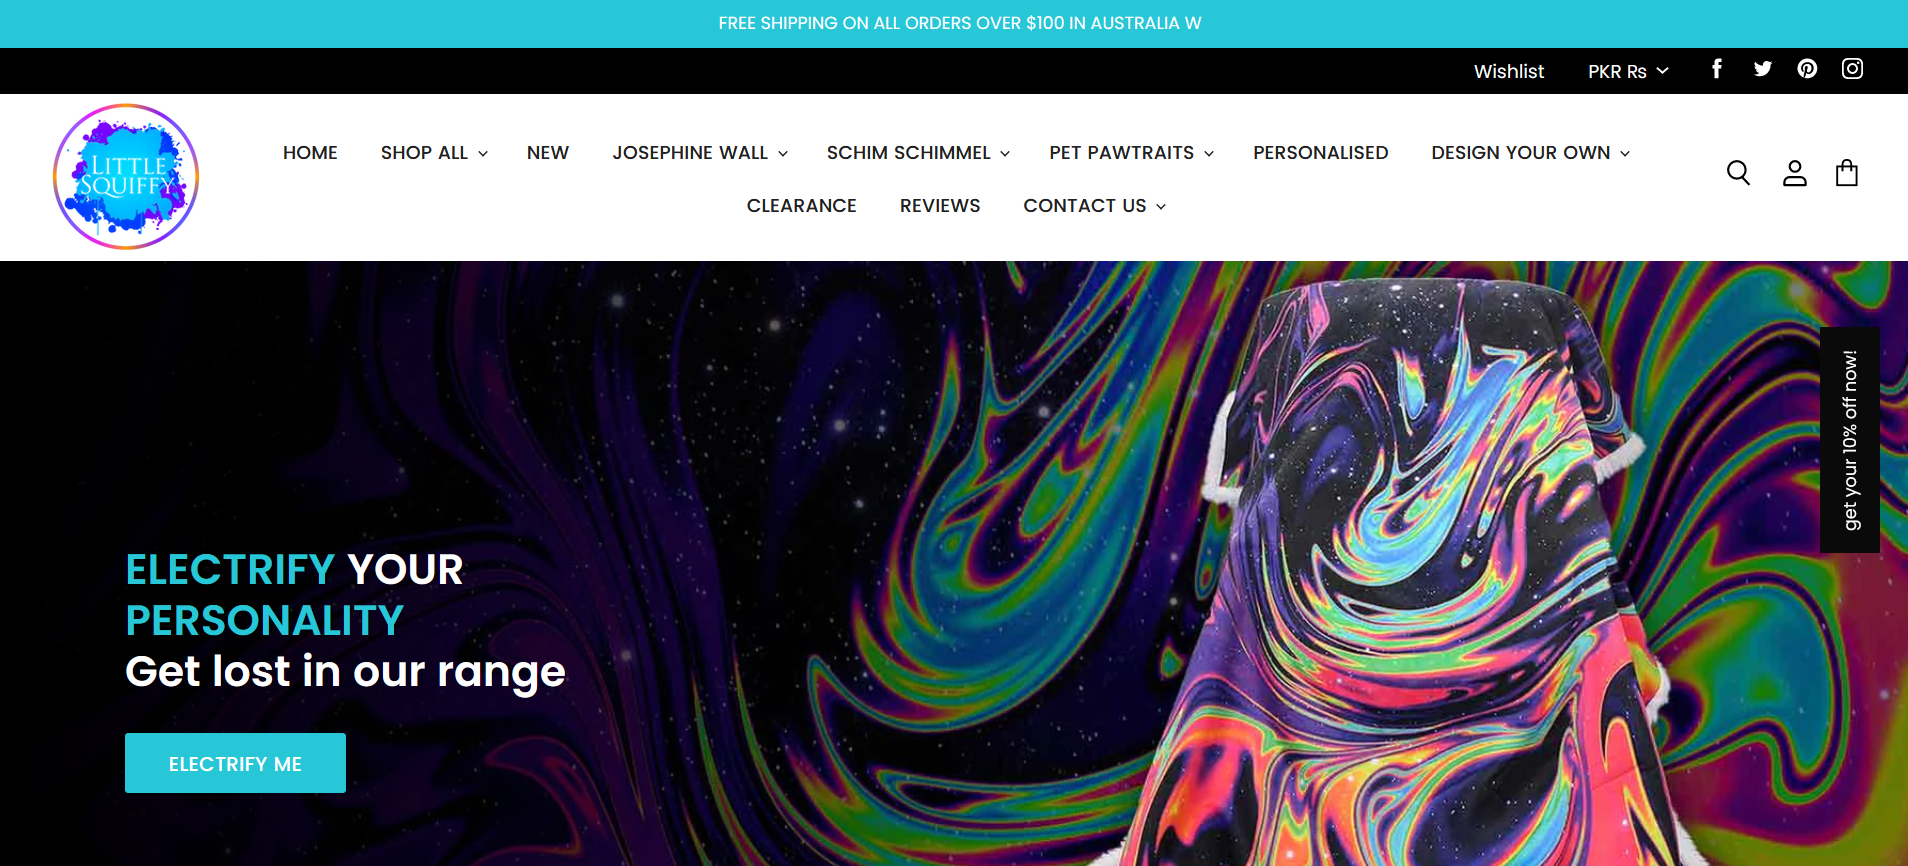 FREE SHIPPING ON ALL ORDERS OVER $100 IN AUSTRALIA W
Wishlist PKR Rs
LITTLE
SQUIFFY
HOME SHOP ALL NEW JOSEPHINE WALL SCHIM SCHIMMEL PET PAWTRAITS PERSONALISED DESIGN YOUR OWN
CLEARANCE REVIEWS CONTACT US
get your 10% off now!
ELECTRIFY YOUR
PERSONALITY
Get lost in our range
ELECTRIFY ME